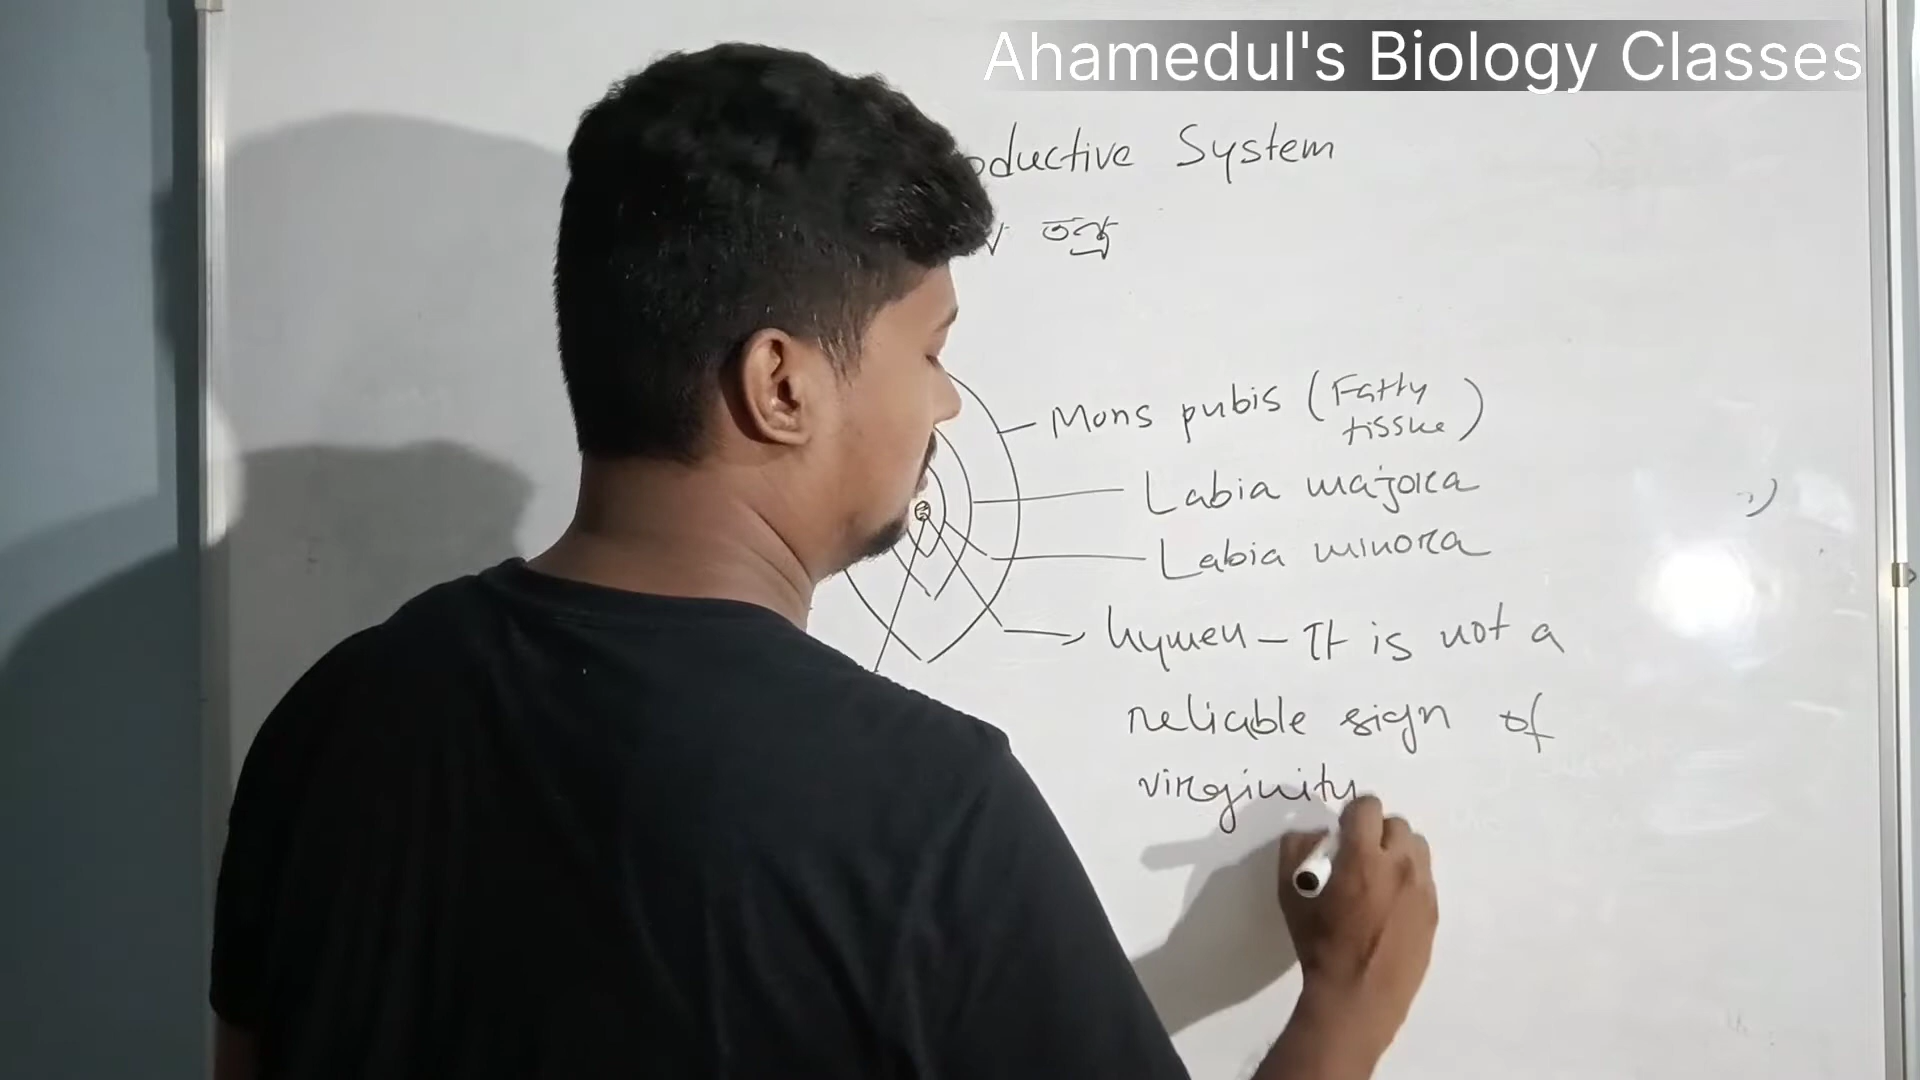 Ahamedul's Biology Classes
oductive System
ন্ত্র
Mons pubis (Fatty
tissue)
Labia majora
Labia minora
hymen – It is not a
reliable sign of
virginity